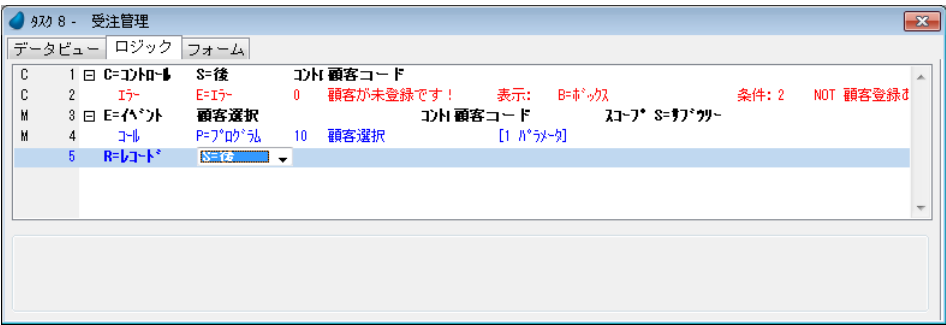 ﾀｽｸ 8 - 受注管理
データビュー ロジック フォーム
C 1 C=ｺﾝﾄﾛｰﾙ S=後 ｺﾝﾄﾛ 顧客コード
C 2 ｴﾗｰ E=ｴﾗｰ 0 顧客が未登録です！ 表示: B=ﾎﾞｯｸｽ 条件: 2 NOT 顧客登録
M 3 E=ｲﾍﾞﾝﾄ 顧客選択 ｺﾝﾄﾛ 顧客コード ｽｺｰﾌﾟ S=ｻﾌﾞﾂﾘｰ
M 4 ｺｰﾙ P=ﾌﾟﾛｸﾞﾗﾑ 10 顧客選択 [1 ﾊﾟﾗﾒｰﾀ]
5 R=ﾚｺｰﾄﾞ S=後